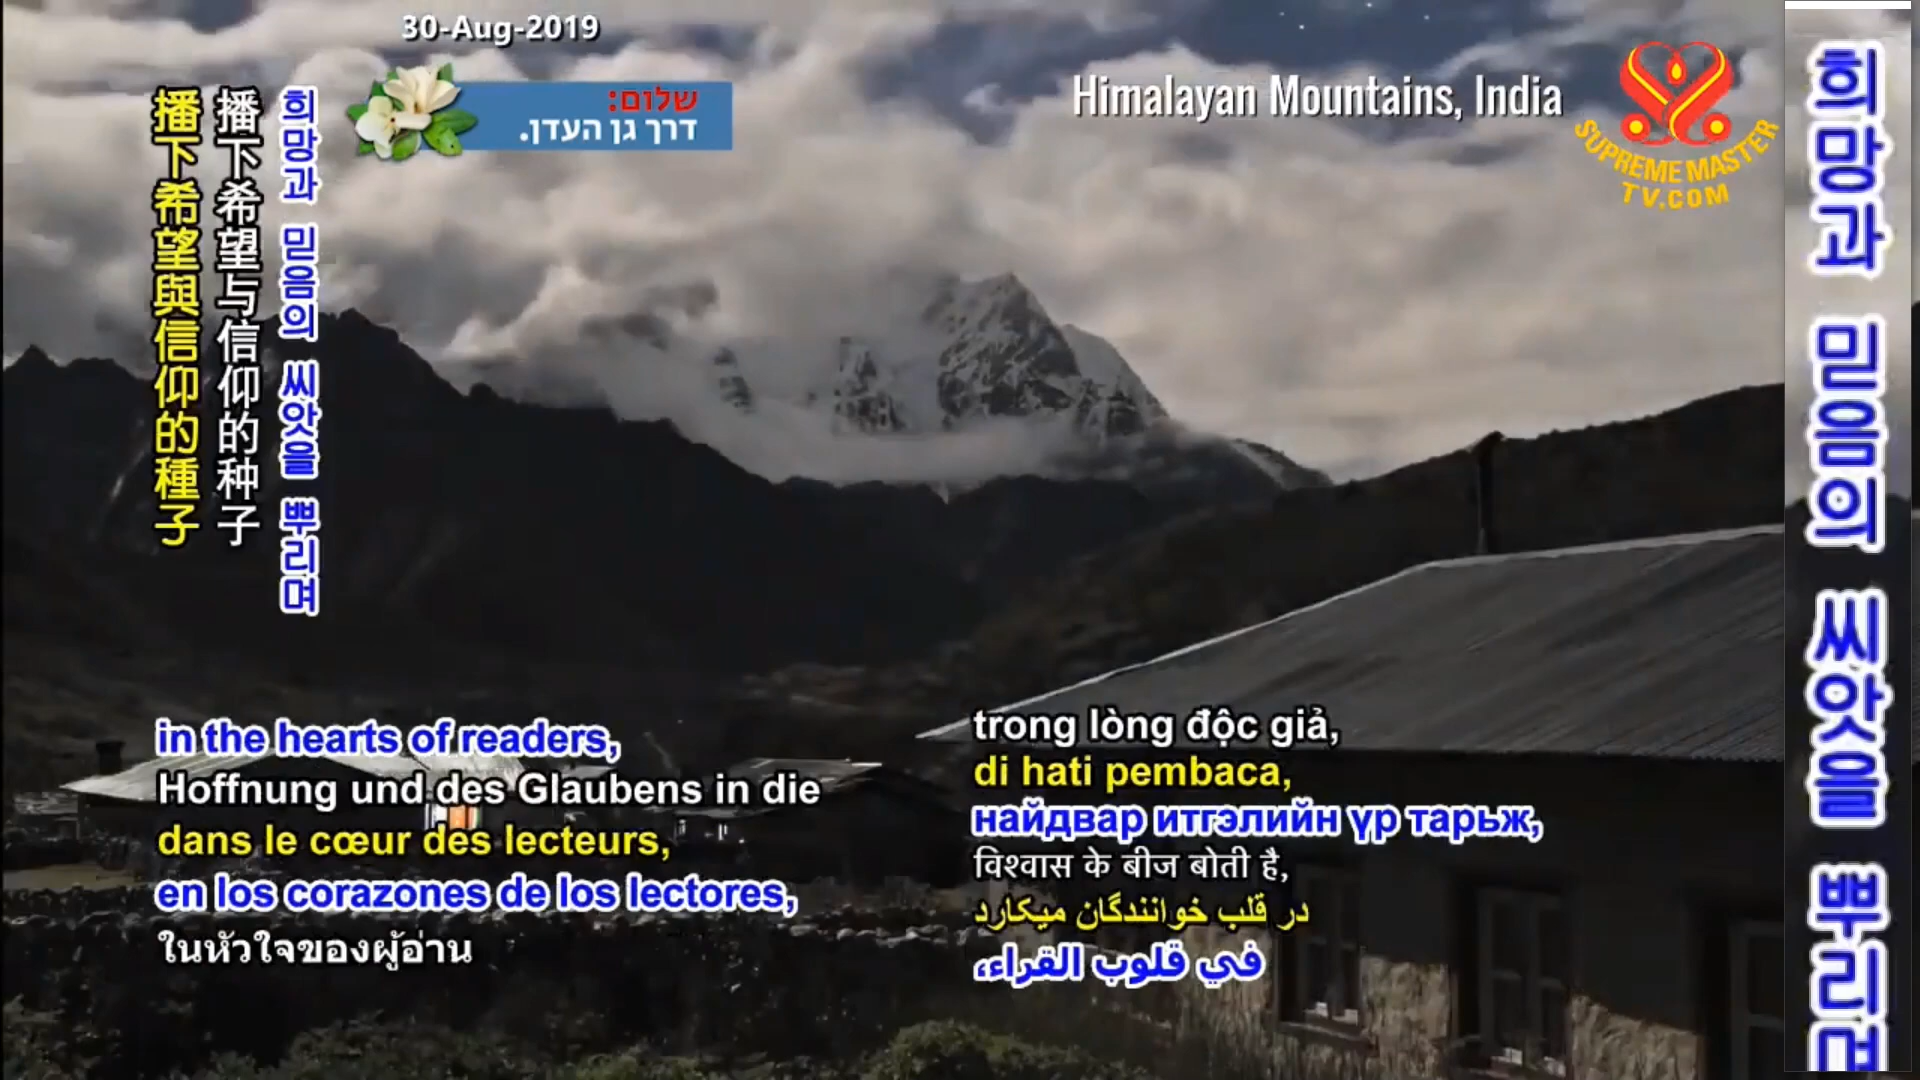 30-Aug-2019
שלום:
דרך גן העדן.
Himalayan Mountains, India
SUPREME MASTER
TV.COM
희망과 믿음의 씨앗을 뿌리며
播下希望与信仰的种子
播下希望與信仰的種子
in the hearts of readers,
Hoffnung und des Glaubens in die
dans le cœur des lecteurs,
en los corazones de los lectores,
ในหัวใจของผู้อ่าน
trong lòng độc giả,
di hati pembaca,
найдвар итгэлийн үр тарьж,
विश्वास के बीज बोती है,
در قلب خوانندگان میکارد
في قلوب القراء،
희망과 믿음의 씨앗을 뿌리며